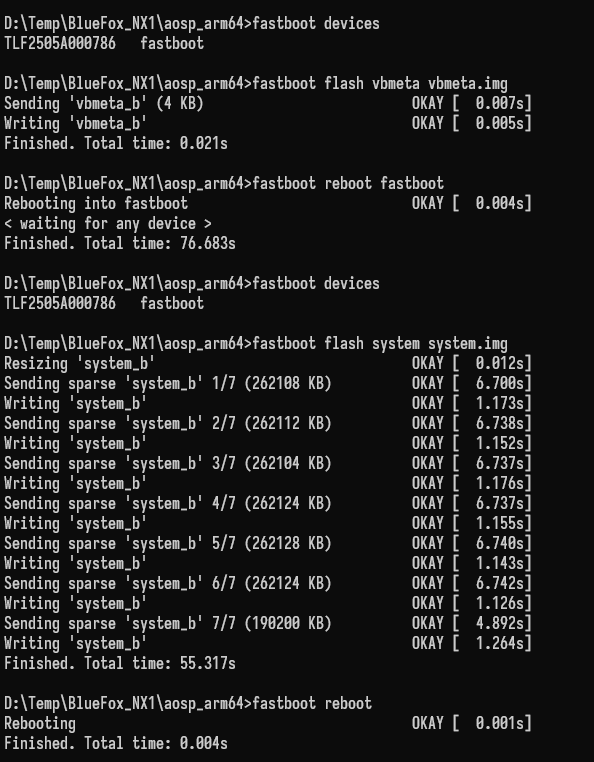 D:\Temp\BlueFox_NX1\aosp_arm64>fastboot devices
TLF2505A000786   fastboot

D:\Temp\BlueFox_NX1\aosp_arm64>fastboot flash vbmeta vbmeta.img
Sending 'vbmeta_b' (4 KB)                          OKAY [  0.007s]
Writing 'vbmeta_b'                                 OKAY [  0.005s]
Finished. Total time: 0.021s

D:\Temp\BlueFox_NX1\aosp_arm64>fastboot reboot fastboot
Rebooting into fastboot                            OKAY [  0.004s]
< waiting for any device >
Finished. Total time: 76.683s

D:\Temp\BlueFox_NX1\aosp_arm64>fastboot devices
TLF2505A000786   fastboot

D:\Temp\BlueFox_NX1\aosp_arm64>fastboot flash system system.img
Resizing 'system_b'                                OKAY [  0.012s]
Sending sparse 'system_b' 1/7 (262108 KB)          OKAY [  6.700s]
Writing 'system_b'                                 OKAY [  1.173s]
Sending sparse 'system_b' 2/7 (262112 KB)          OKAY [  6.738s]
Writing 'system_b'                                 OKAY [  1.152s]
Sending sparse 'system_b' 3/7 (262104 KB)          OKAY [  6.737s]
Writing 'system_b'                                 OKAY [  1.176s]
Sending sparse 'system_b' 4/7 (262124 KB)          OKAY [  6.737s]
Writing 'system_b'                                 OKAY [  1.155s]
Sending sparse 'system_b' 5/7 (262128 KB)          OKAY [  6.740s]
Writing 'system_b'                                 OKAY [  1.143s]
Sending sparse 'system_b' 6/7 (262124 KB)          OKAY [  6.742s]
Writing 'system_b'                                 OKAY [  1.126s]
Sending sparse 'system_b' 7/7 (190200 KB)          OKAY [  4.892s]
Writing 'system_b'                                 OKAY [  1.264s]
Finished. Total time: 55.317s

D:\Temp\BlueFox_NX1\aosp_arm64>fastboot reboot
Rebooting                                          OKAY [  0.001s]
Finished. Total time: 0.004s